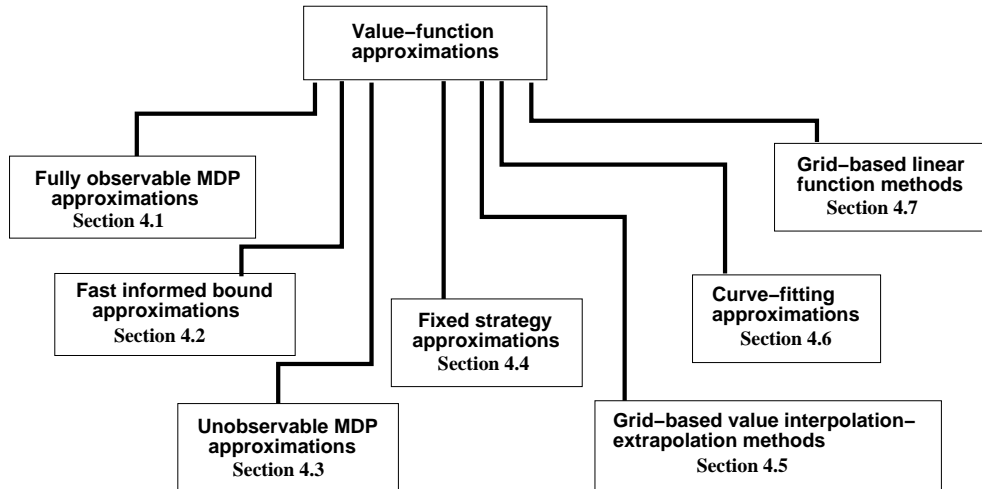 Value–function
approximations
Fully observable MDP
approximations
Section 4.1
Fast informed bound
approximations
Section 4.2
Unobservable MDP
approximations
Section 4.3
Fixed strategy
approximations
Section 4.4
Grid–based value interpolation–
extrapolation methods
Section 4.5
Curve–fitting
approximations
Section 4.6
Grid–based linear
function methods
Section 4.7